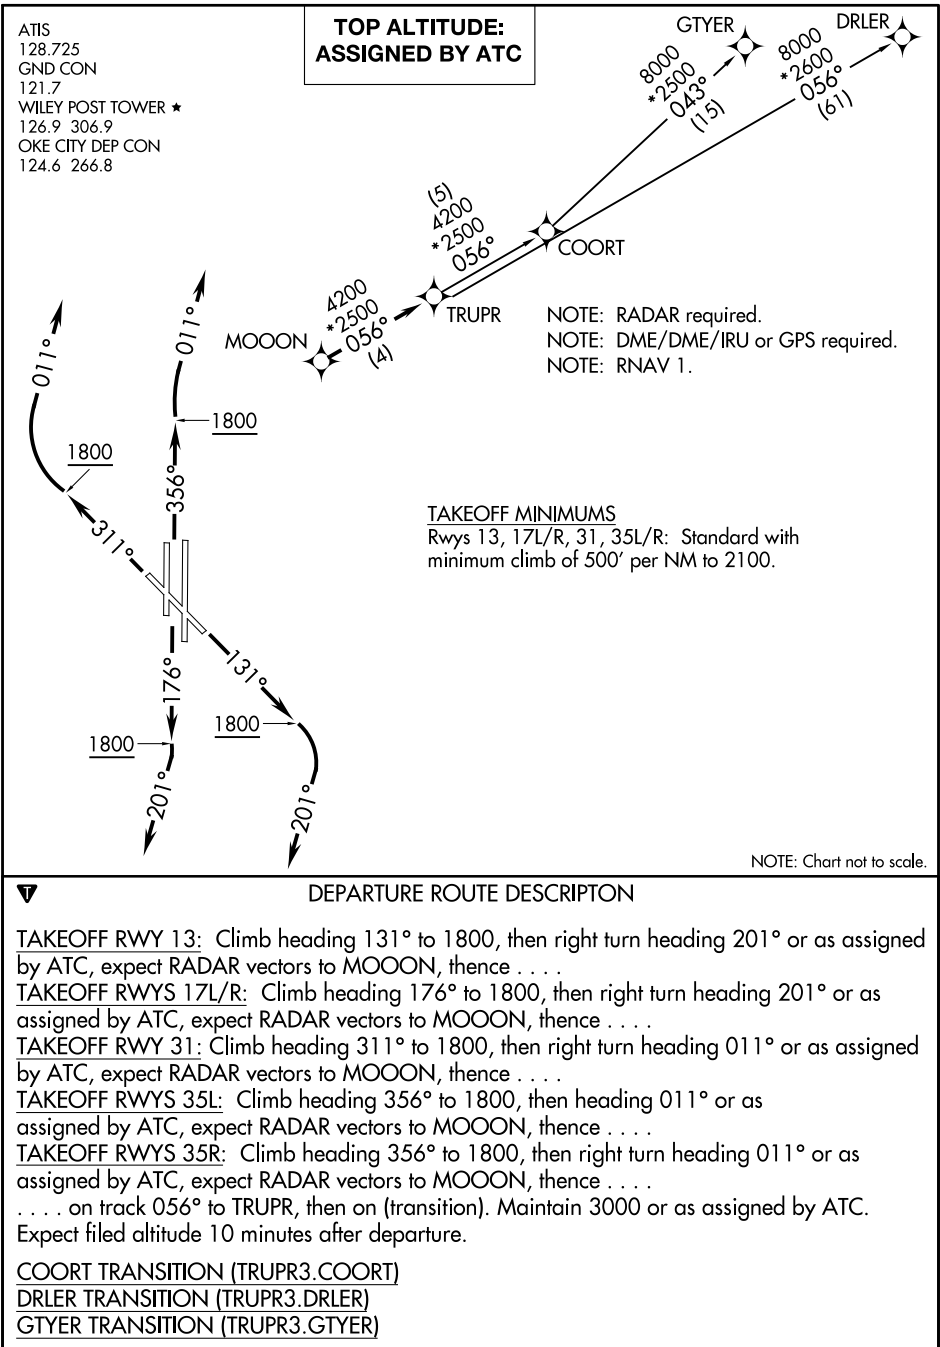 ATIS
128.725
GND CON
121.7
WILEY POST TOWER ★
126.9 306.9
OKE CITY DEP CON
124.6 266.8
TOP ALTITUDE:
ASSIGNED BY ATC
GTYER
DRLER
8000
*2500
043°
(15)
8000
*2600
056°
(61)
(5)
4200
*2500
056°
COORT
TRUPR
4200
*2500
056°
(4)
MOOON
NOTE: RADAR required.
NOTE: DME/DME/IRU or GPS required.
NOTE: RNAV 1.
011°
011°
1800
1800
356°
311°
TAKEOFF MINIMUMS
Rwys 13, 17L/R, 31, 35L/R: Standard with
minimum climb of 500' per NM to 2100.
176°
131°
1800
1800
201°
201°
NOTE: Chart not to scale.
T
DEPARTURE ROUTE DESCRIPTON
TAKEOFF RWY 13: Climb heading 131° to 1800, then right turn heading 201° or as assigned
by ATC, expect RADAR vectors to MOOON, thence . . . .
TAKEOFF RWYS 17L/R: Climb heading 176° to 1800, then right turn heading 201° or as
assigned by ATC, expect RADAR vectors to MOOON, thence . . . .
TAKEOFF RWY 31: Climb heading 311° to 1800, then right turn heading 011° or as assigned
by ATC, expect RADAR vectors to MOOON, thence . . . .
TAKEOFF RWYS 35L: Climb heading 356° to 1800, then heading 011° or as
assigned by ATC, expect RADAR vectors to MOOON, thence . . . .
TAKEOFF RWYS 35R: Climb heading 356° to 1800, then right turn heading 011° or as
assigned by ATC, expect RADAR vectors to MOOON, thence . . . .
. . . . on track 056° to TRUPR, then on (transition). Maintain 3000 or as assigned by ATC.
Expect filed altitude 10 minutes after departure.
COORT TRANSITION (TRUPR3.COORT)
DRLER TRANSITION (TRUPR3.DRLER)
GTYER TRANSITION (TRUPR3.GTYER)